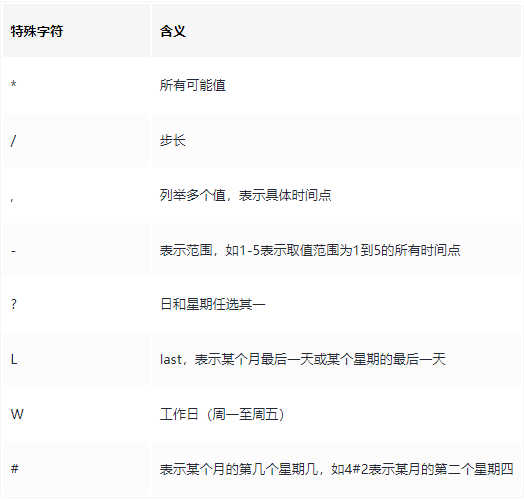 特殊字符 含义
* 所有可能值
/ 步长
, 列举多个值，表示具体时间点
- 表示范围，如1-5表示取值范围为1到5的所有时间点
? 日和星期任选其一
L last，表示某个月最后一天或某个星期的最后一天
W 工作日（周一至周五）
# 表示某个月的第几个星期几，如4#2表示某月的第二个星期四